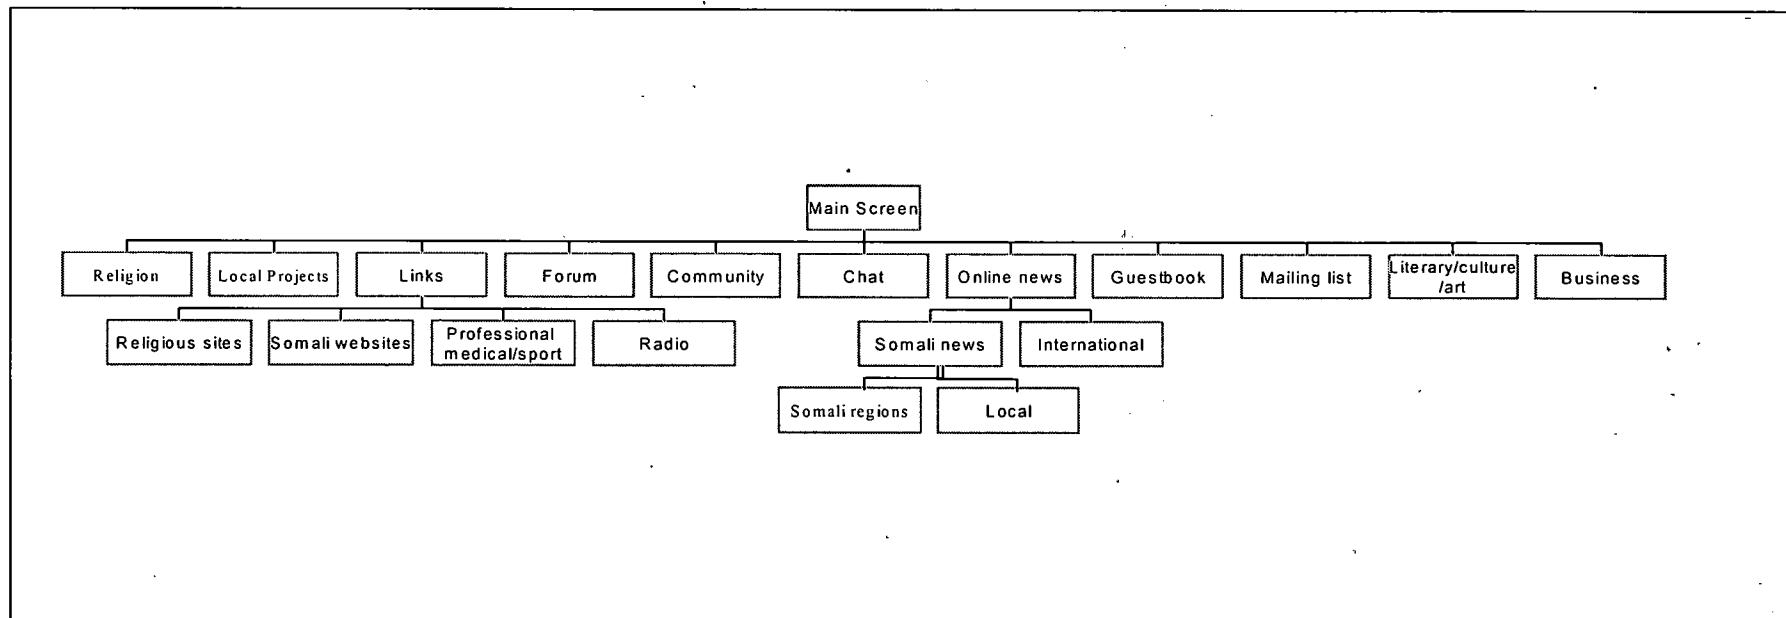 Main Screen
Religion
Local Projects
Links
Forum
Community
Chat
Online news
Guestbook
Mailing list
Literary/culture
/art
Business
Religious sites
Somali websites
Professional
medical/sport
Radio
Somali news
International
Somali regions
Local